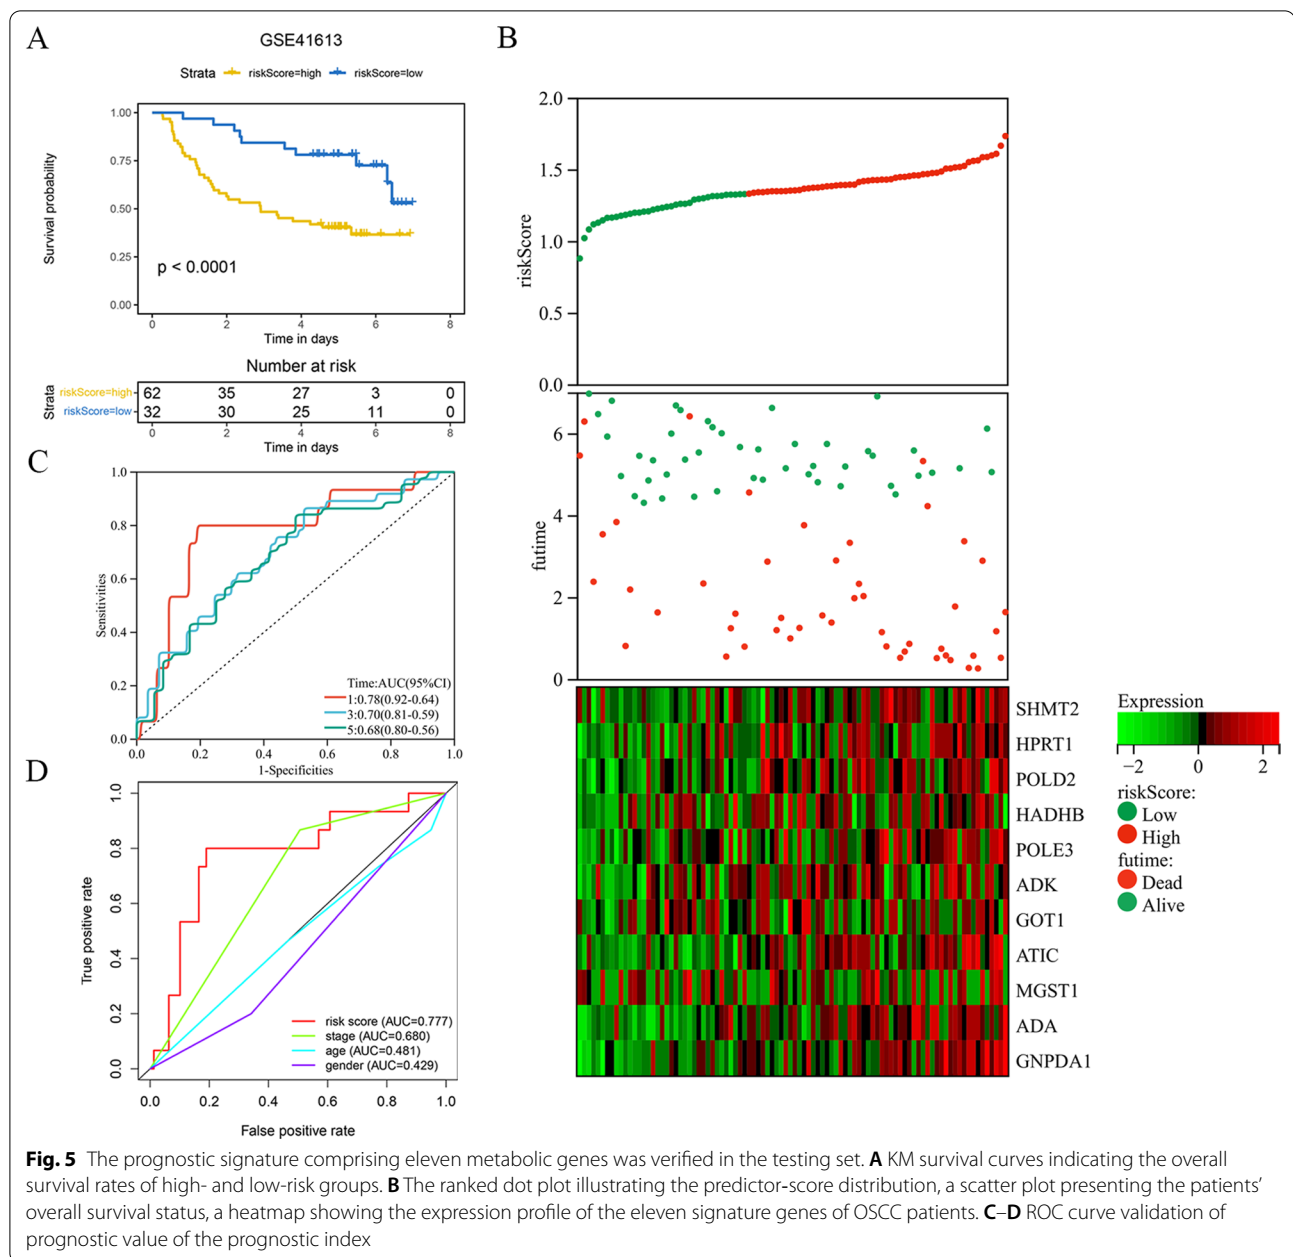 A
GSE41613
Strata riskScore=high riskScore=low
Survival probability
1.00
0.75
0.50
0.25
0.00
p < 0.0001
0 2 4 6 8
Time in days
Number at risk
Strata
riskScore=high 62 35 27 3 0
riskScore=low 32 30 25 11 0
0 2 4 6 8
Time in days
B
riskScore
2.0
1.5
1.0
0.5
0.0
futime
6
4
2
0
SHMT2
HPRT1
POLD2
HADHB
POLE3
ADK
GOT1
ATIC
MGST1
ADA
GNPDA1
Expression
−2 0 2
riskScore:
Low
High
futime:
Dead
Alive
C
Sensitivities
1.0
0.8
0.6
0.4
0.2
0.0
Time:AUC(95%CI)
1:0.78(0.92-0.64)
3:0.70(0.81-0.59)
5:0.68(0.80-0.56)
0.0 0.2 0.4 0.6 0.8 1.0
1-Specificities
D
True positive rate
1.0
0.8
0.6
0.4
0.2
0.0
risk score (AUC=0.777)
stage (AUC=0.680)
age (AUC=0.481)
gender (AUC=0.429)
0.0 0.2 0.4 0.6 0.8 1.0
False positive rate
Fig. 5 The prognostic signature comprising eleven metabolic genes was verified in the testing set. A KM survival curves indicating the overall
survival rates of high- and low-risk groups. B The ranked dot plot illustrating the predictor-score distribution, a scatter plot presenting the patients’
overall survival status, a heatmap showing the expression profile of the eleven signature genes of OSCC patients. C–D ROC curve validation of
prognostic value of the prognostic index